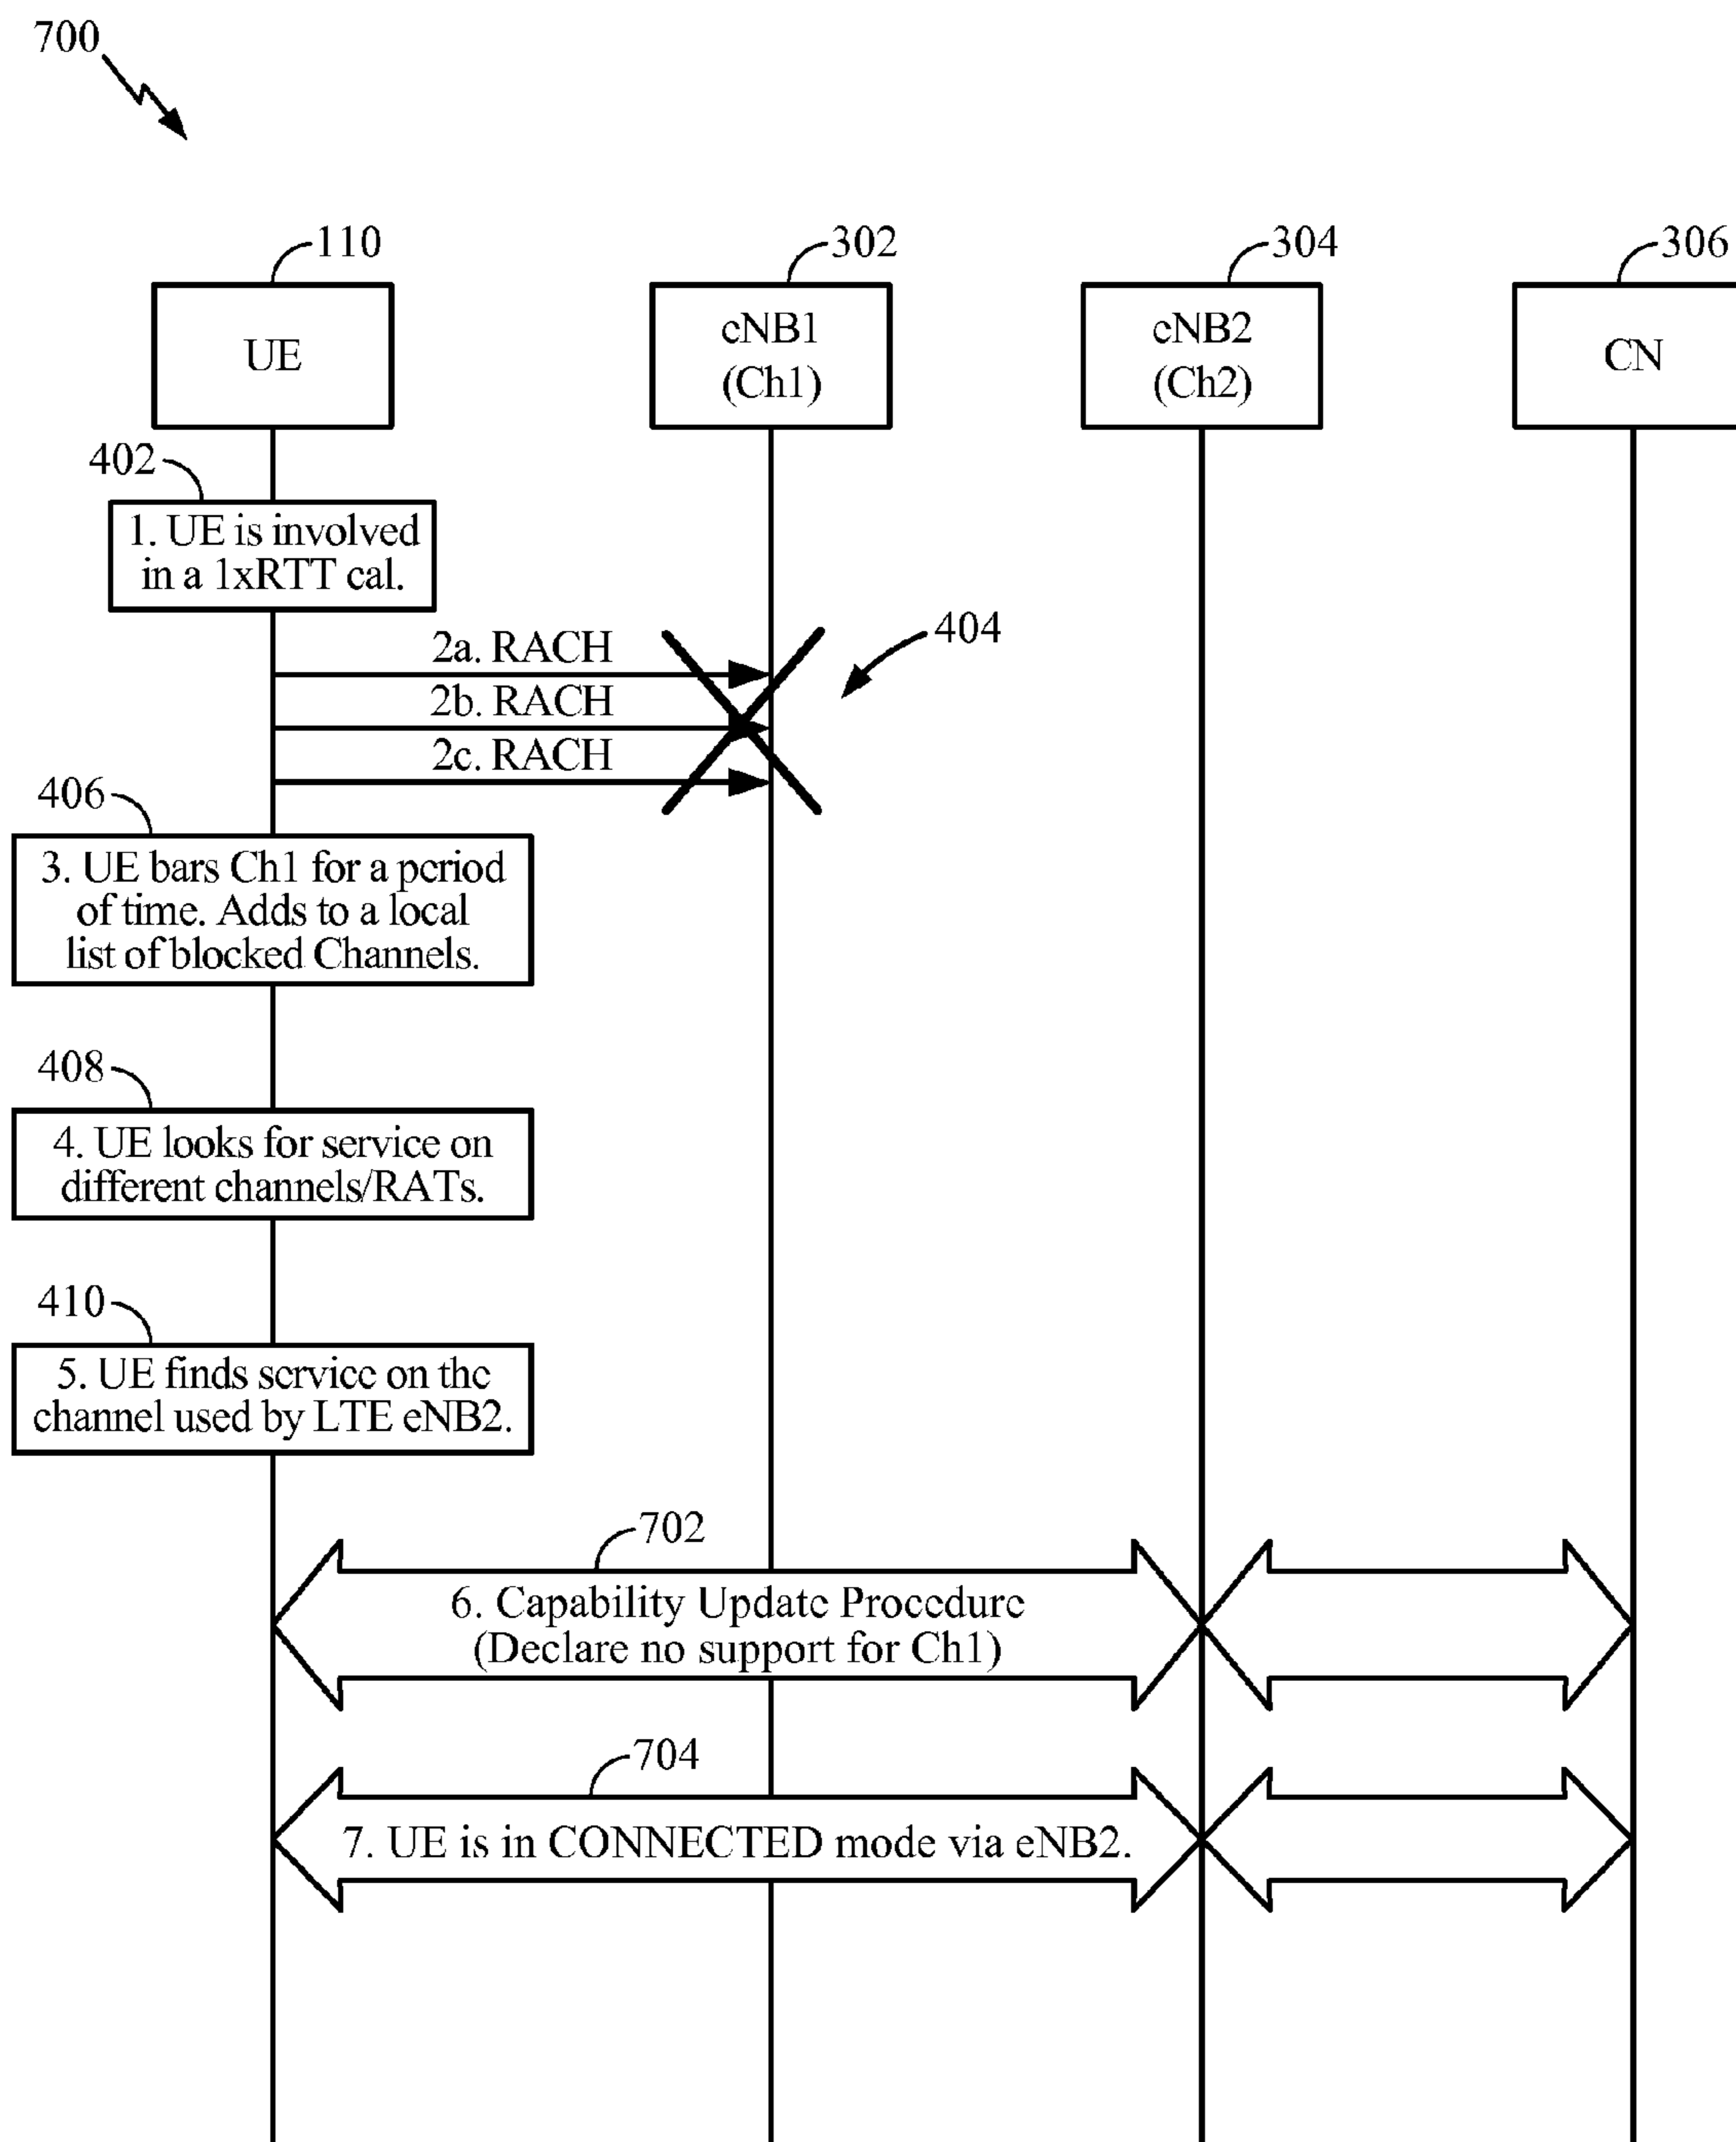 700
110
302
304
306
UE
eNB1
(Ch1)
eNB2
(Ch2)
CN
402
1. UE is involved
in a 1xRTT cal.
2a. RACH
404
2b. RACH
2c. RACH
406
3. UE bars Ch1 for a period
of time. Adds to a local
list of blocked Channels.
408
4. UE looks for service on
different channels/RATs.
410
5. UE finds service on the
channel used by LTE eNB2.
702
6. Capability Update Procedure
(Declare no support for Ch1)
704
7. UE is in CONNECTED mode via eNB2.